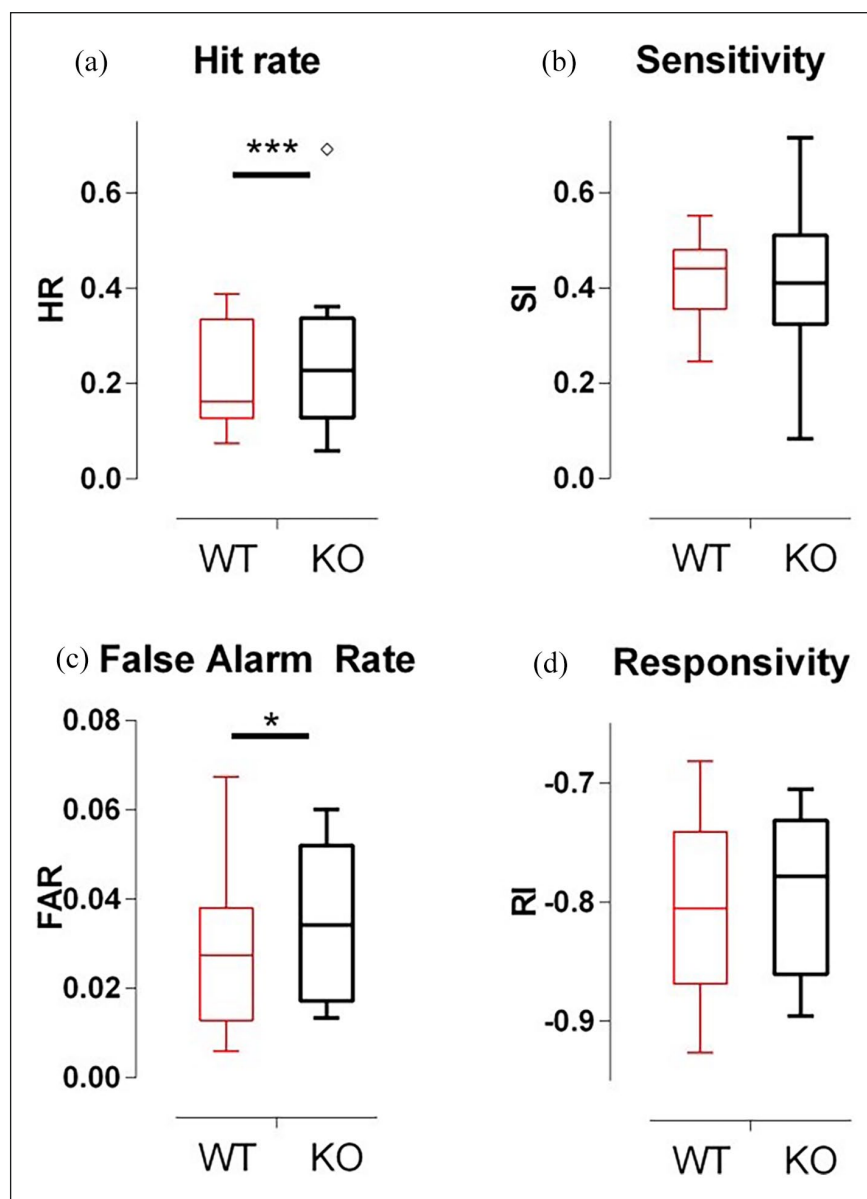 (a) Hit rate
***
HR
0.6
0.4
0.2
0.0
WT KO
(b) Sensitivity
SI
0.6
0.4
0.2
0.0
WT KO
(c) False Alarm Rate
*
FAR
0.08
0.06
0.04
0.02
0.00
WT KO
(d) Responsivity
RI
-0.7
-0.8
-0.9
WT KO